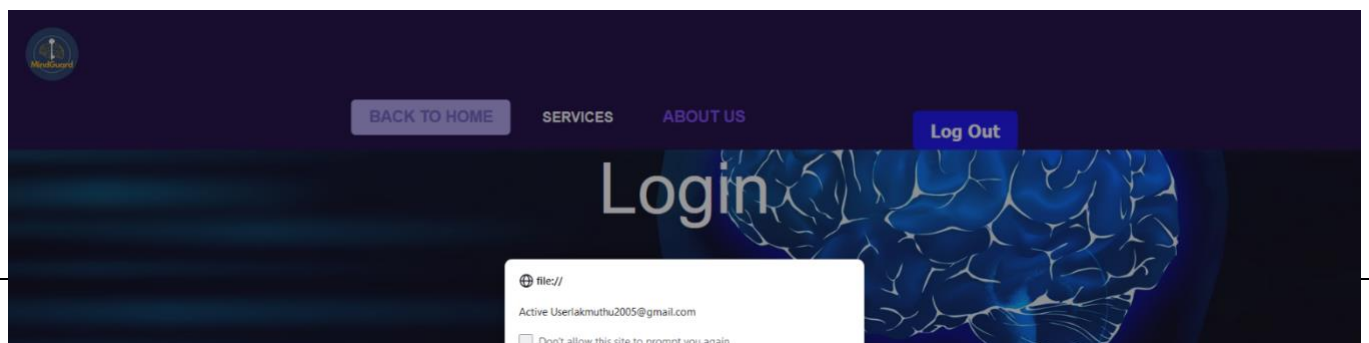 MindGuard
BACK TO HOME SERVICES ABOUT US Log Out
Login
file://
Active Userlakmuthu2005@gmail.com
Don't allow this site to prompt you again